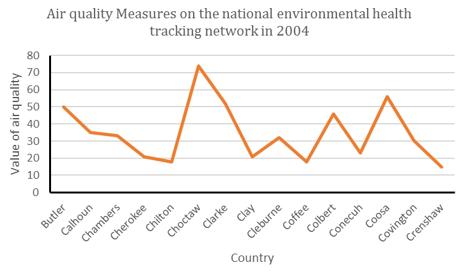 Air quality Measures on the national environmental health
tracking network in 2004
Value of air quality
80
70
60
50
40
30
20
10
0
Butler
Calhoun
Chambers
Cherokee
Chilton
Choctaw
Clarke
Clay
Cleburne
Coffee
Colbert
Conecuh
Coosa
Covington
Crenshaw
Country